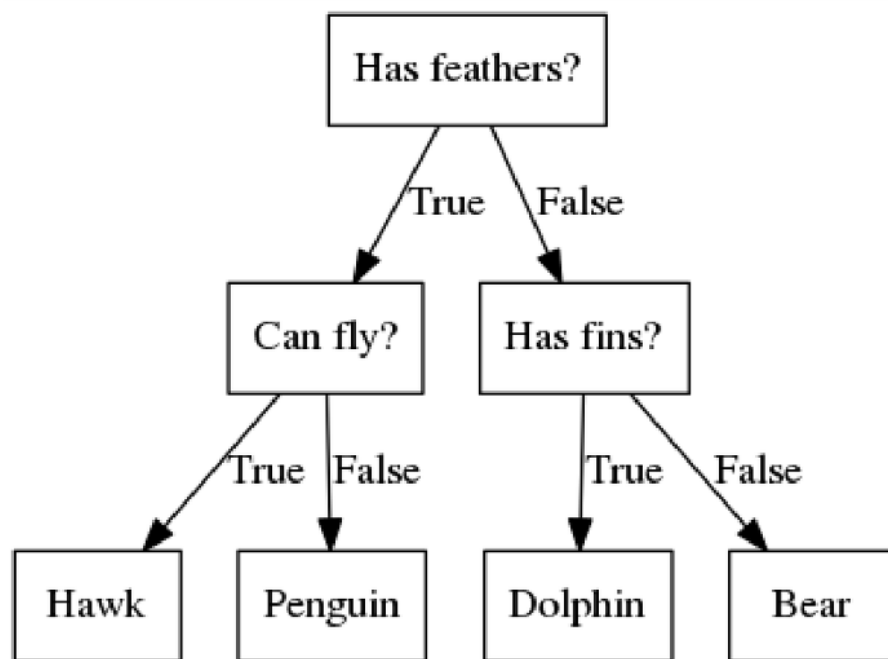 Has feathers?
True
False
Can fly?
Has fins?
True
False
True
False
Hawk
Penguin
Dolphin
Bear